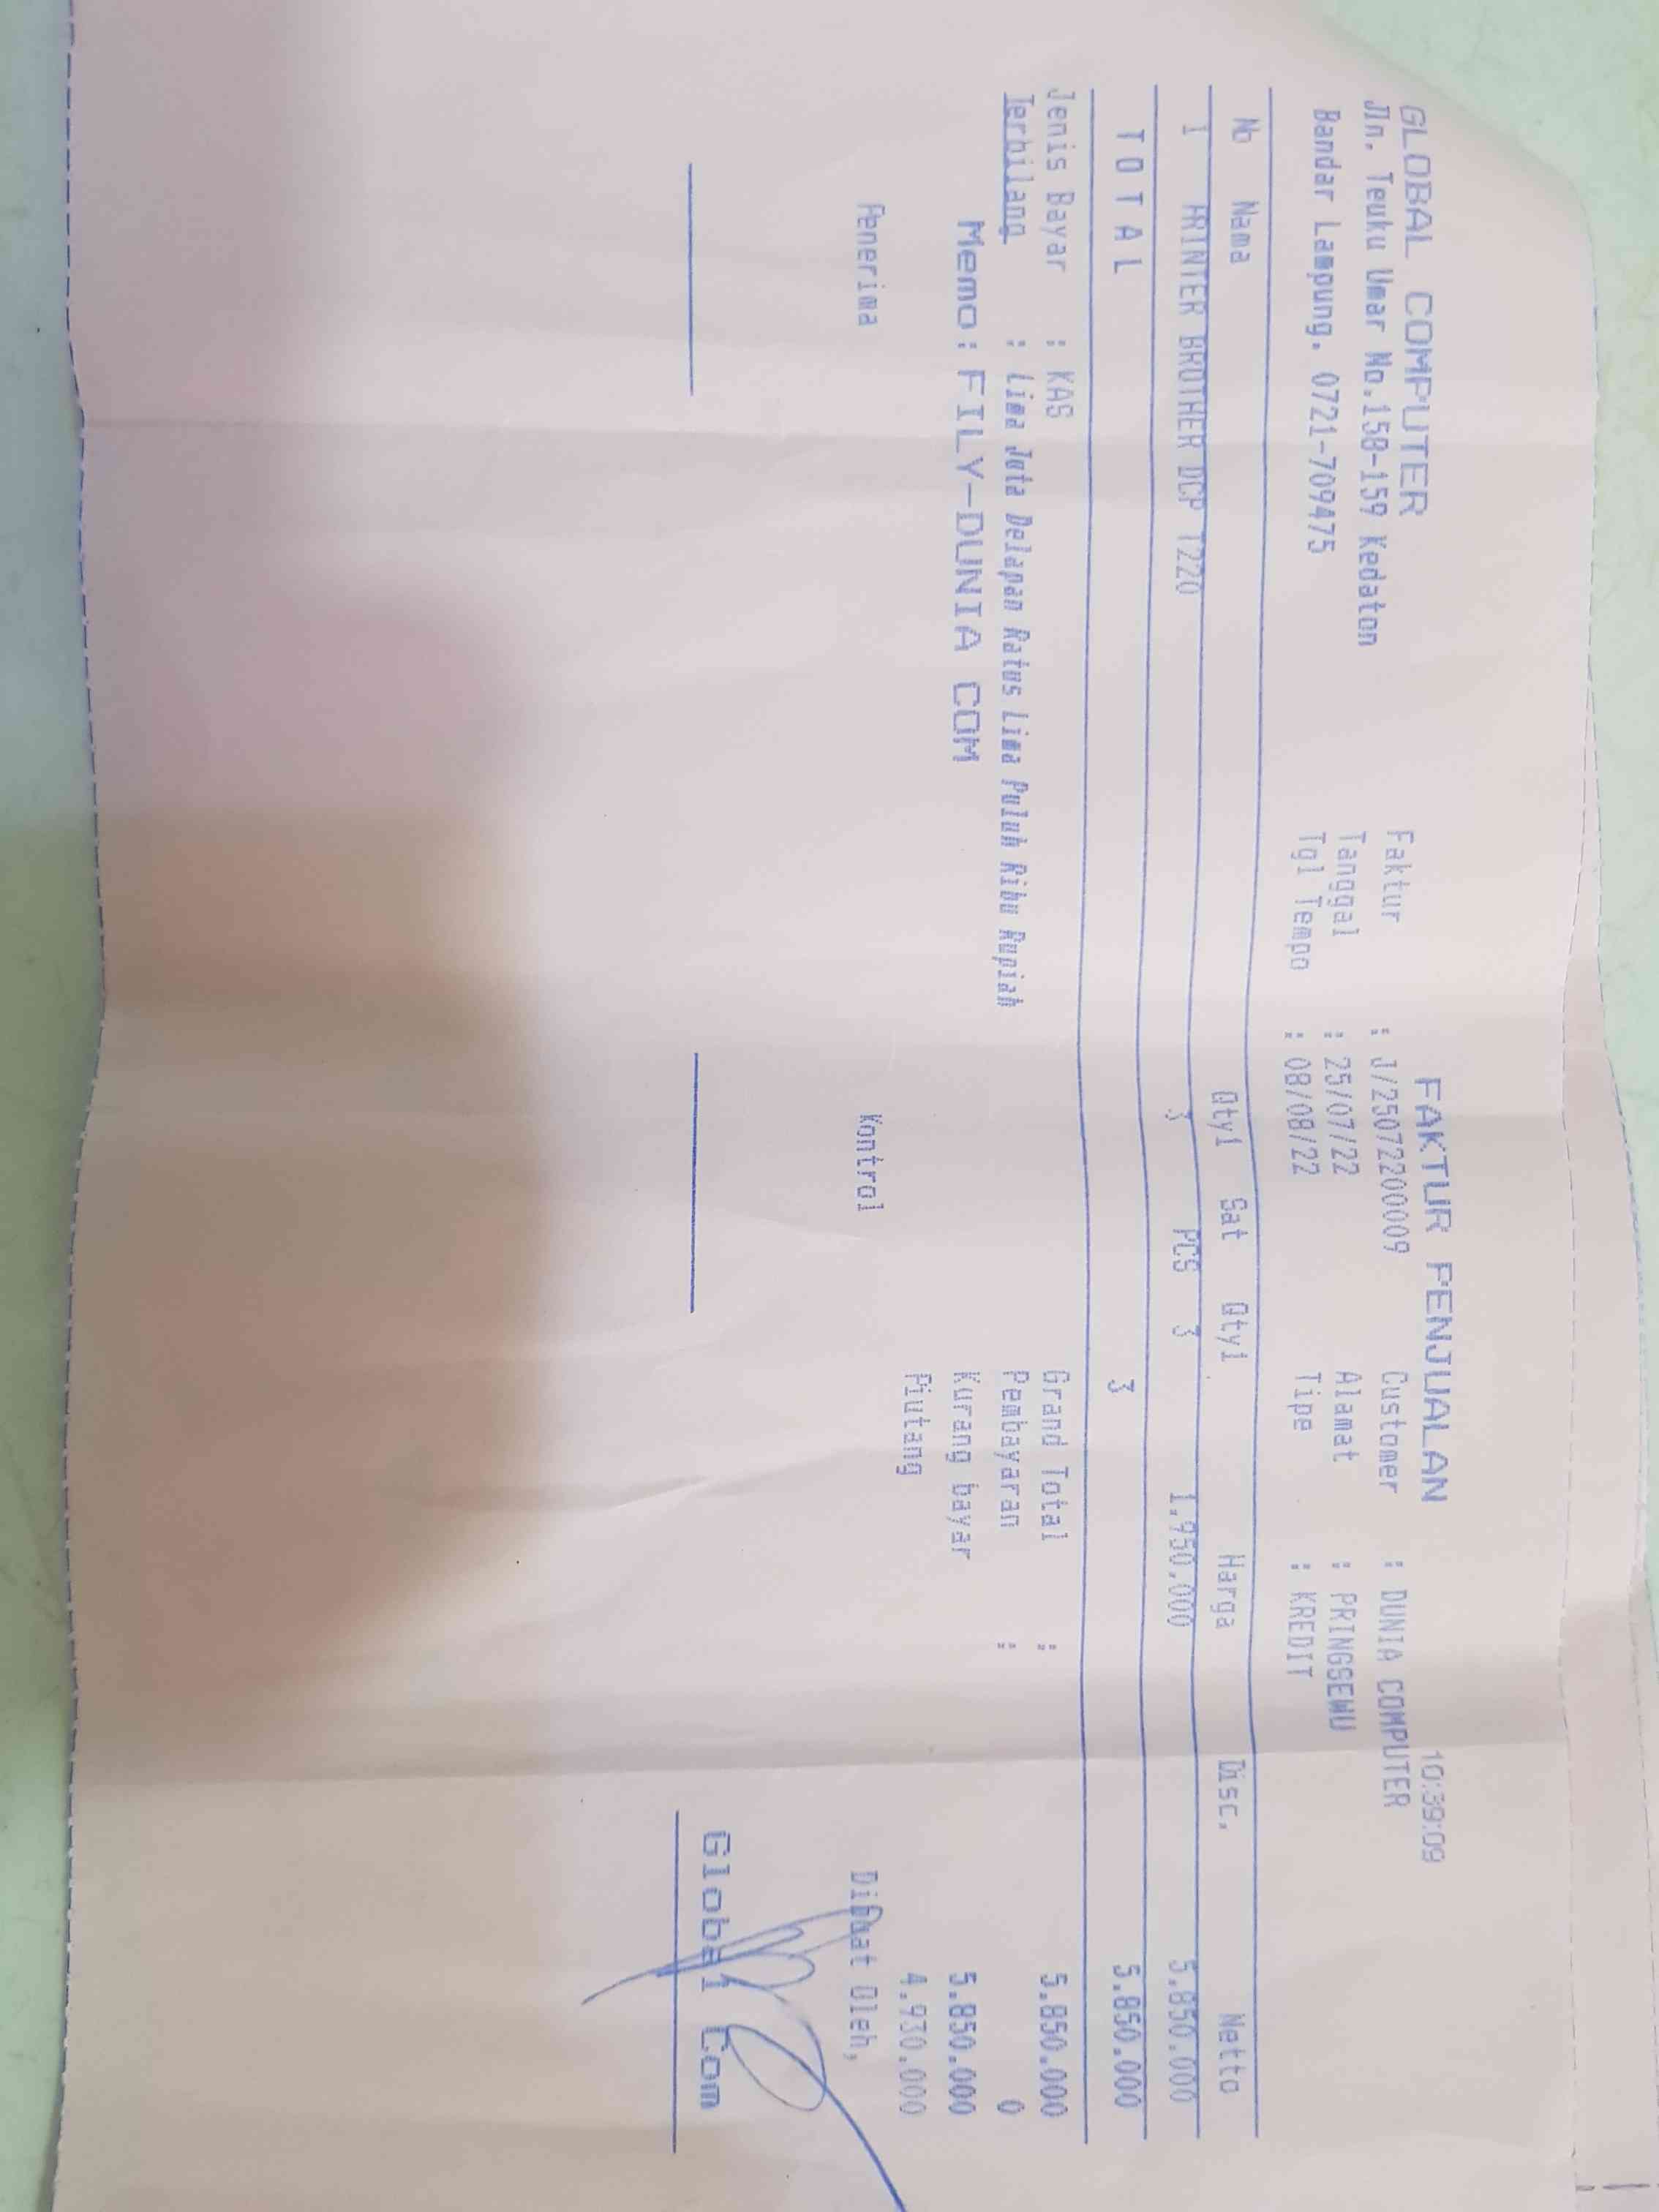 FAKTUR PENJUALAN 10:39:09
GLOBAL COMPUTER Faktur : J/25072200009 Customer : DUNIA COMPUTER
Jln. Teuku Umar No.158-159 Kedaton Tanggal : 25/07/22 Alamat : PRINGSEWU
Bandar Lampung. 0721-709475 Tgl Tempo : 08/08/22 Tipe : KREDIT
No Nama Qty1 Sat Qty1 Harga Disc. Netto
1 PRINTER BROTHER DCP T220 3 PCS 3 1.950.000 5.850.000
T O T A L 3 5.850.000
Jenis Bayar : KAS Grand Total : 5.850.000
Terbilang : Lima Juta Delapan Ratus Lima Puluh Ribu Rupiah Pembayaran : 0
Memo : FILY-DUNIA COM Kurang bayar 5.850.000
Piutang 4.930.000
Penerima Kontrol Dibuat Oleh,
Global Com